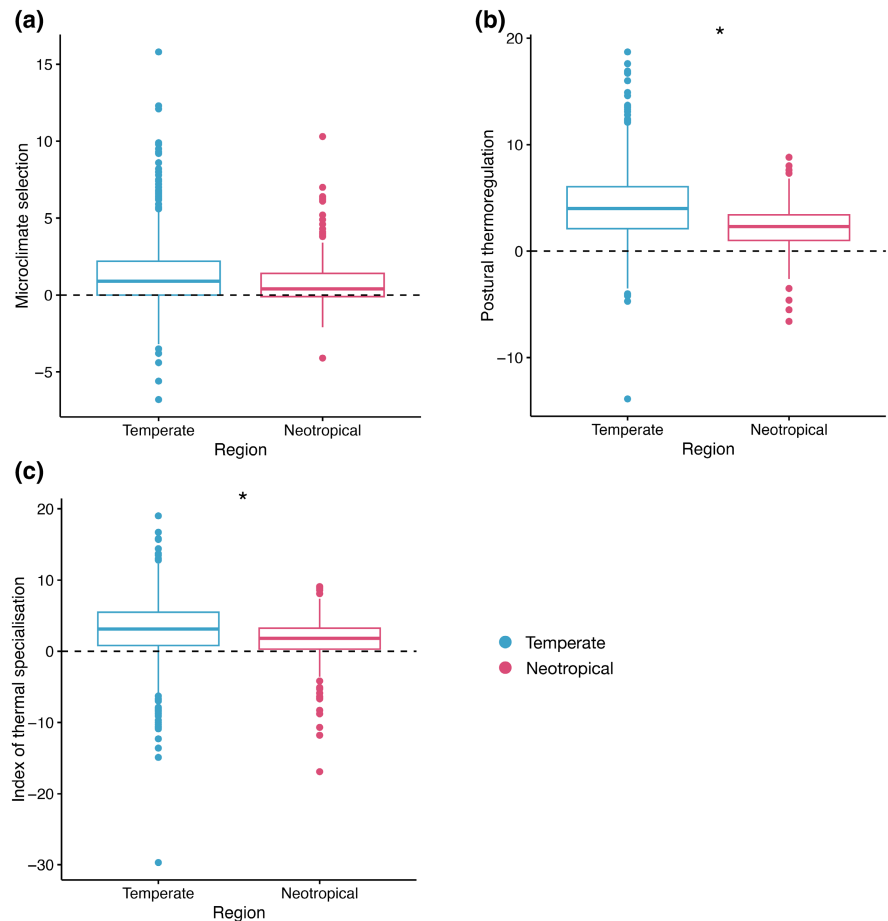 (a)
Microclimate selection
15
10
5
0
−5
Temperate
Neotropical
Region
(b)
*
Postural thermoregulation
20
10
0
−10
Temperate
Neotropical
Region
(c)
*
Index of thermal specialisation
20
10
0
−10
−20
−30
Temperate
Neotropical
Region
Temperate
Neotropical